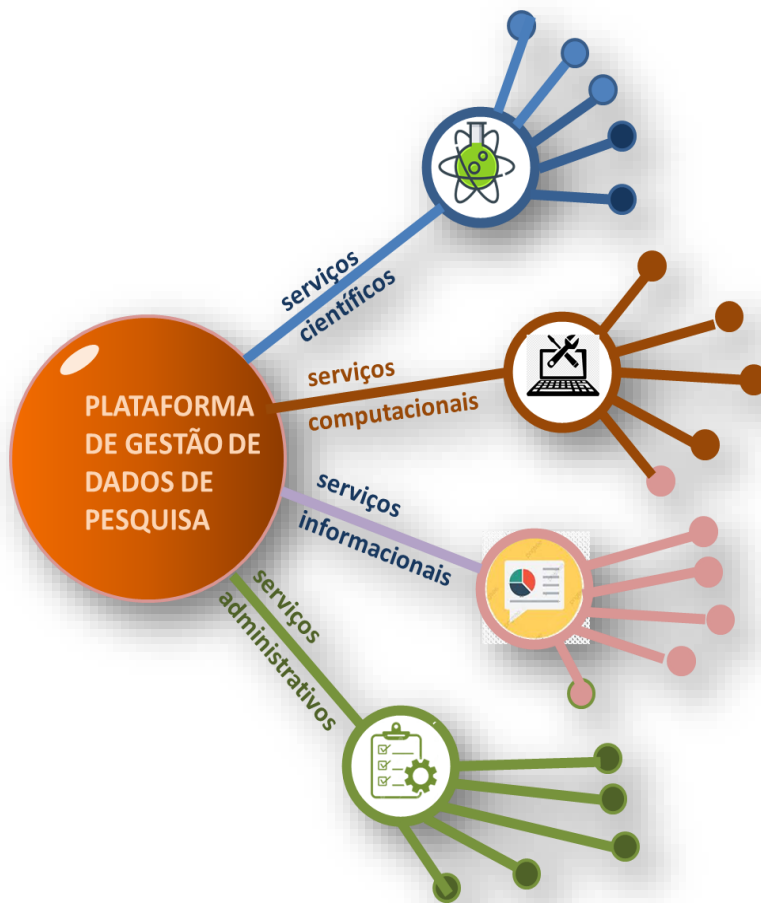 serviços
científicos
PLATAFORMA
DE GESTÃO DE
DADOS DE
PESQUISA
serviços
computacionais
serviços
informacionais
serviços
administrativos